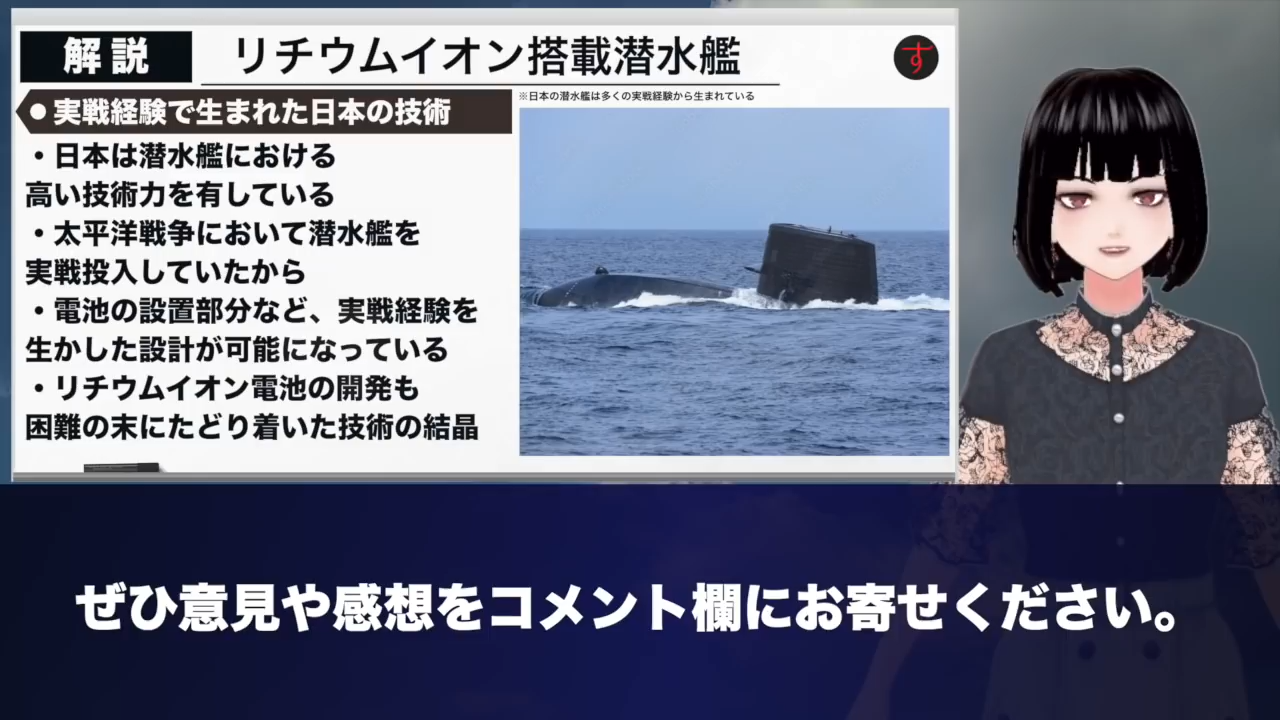 解説
リチウムイオン搭載潜水艦
す
●実戦経験で生まれた日本の技術
※日本の潜水艦は多くの実戦経験から生まれている
・日本は潜水艦における
高い技術力を有している
・太平洋戦争において潜水艦を
実戦投入していたから
・電池の設置部分など、実戦経験を
生かした設計が可能になっている
・リチウムイオン電池の開発も
困難の末にたどり着いた技術の結晶
ぜひ意見や感想をコメント欄にお寄せください。